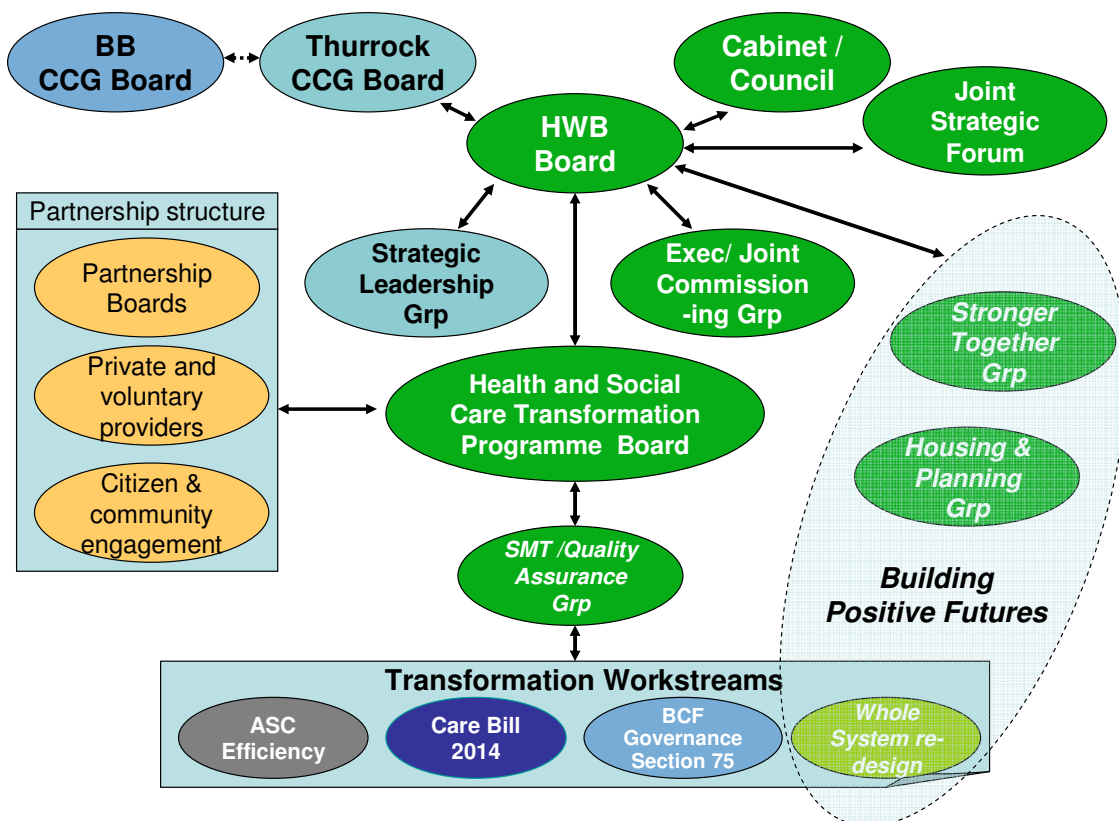 BB
CCG Board
Thurrock
CCG Board
Cabinet /
Council
Joint
Strategic
Forum
HWB
Board
Partnership structure
Partnership
Boards
Private and
voluntary
providers
Citizen &
community
engagement
Strategic
Leadership
Grp
Exec/ Joint
Commission
-ing Grp
Stronger
Together
Grp
Health and Social
Care Transformation
Programme Board
Housing &
Planning
Grp
SMT /Quality
Assurance
Grp
Building
Positive Futures
Transformation Workstreams
ASC
Efficiency
Care Bill
2014
BCF
Governance
Section 75
Whole
System re-
design